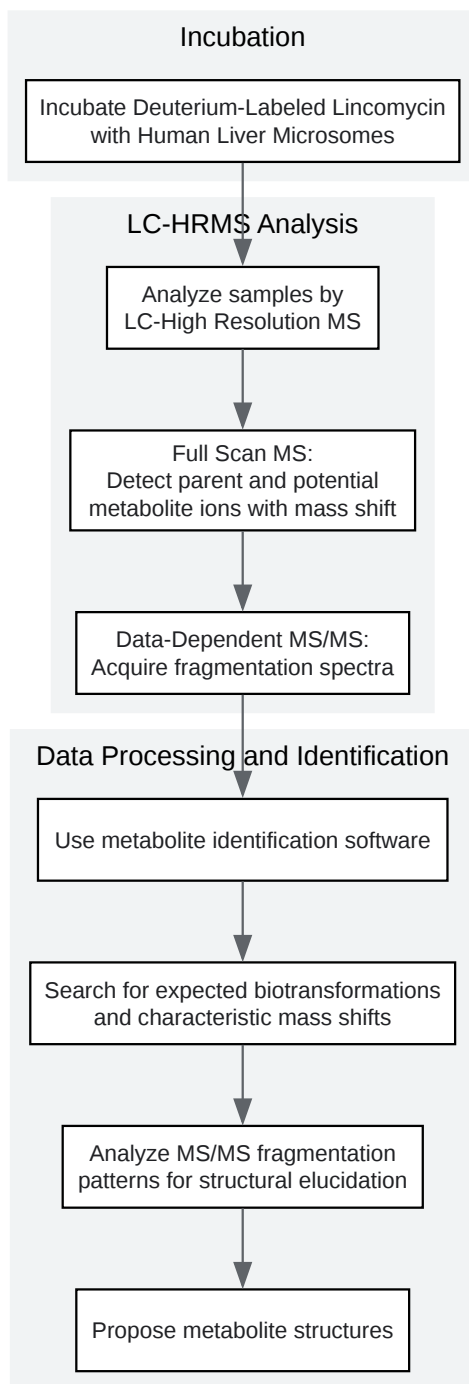 Incubation
Incubate Deuterium-Labeled Lincomycin
with Human Liver Microsomes
LC-HRMS Analysis
Analyze samples by
LC-High Resolution MS
Full Scan MS:
Detect parent and potential
metabolite ions with mass shift
Data-Dependent MS/MS:
Acquire fragmentation spectra
Data Processing and Identification
Use metabolite identification software
Search for expected biotransformations
and characteristic mass shifts
Analyze MS/MS fragmentation
patterns for structural elucidation
Propose metabolite structures